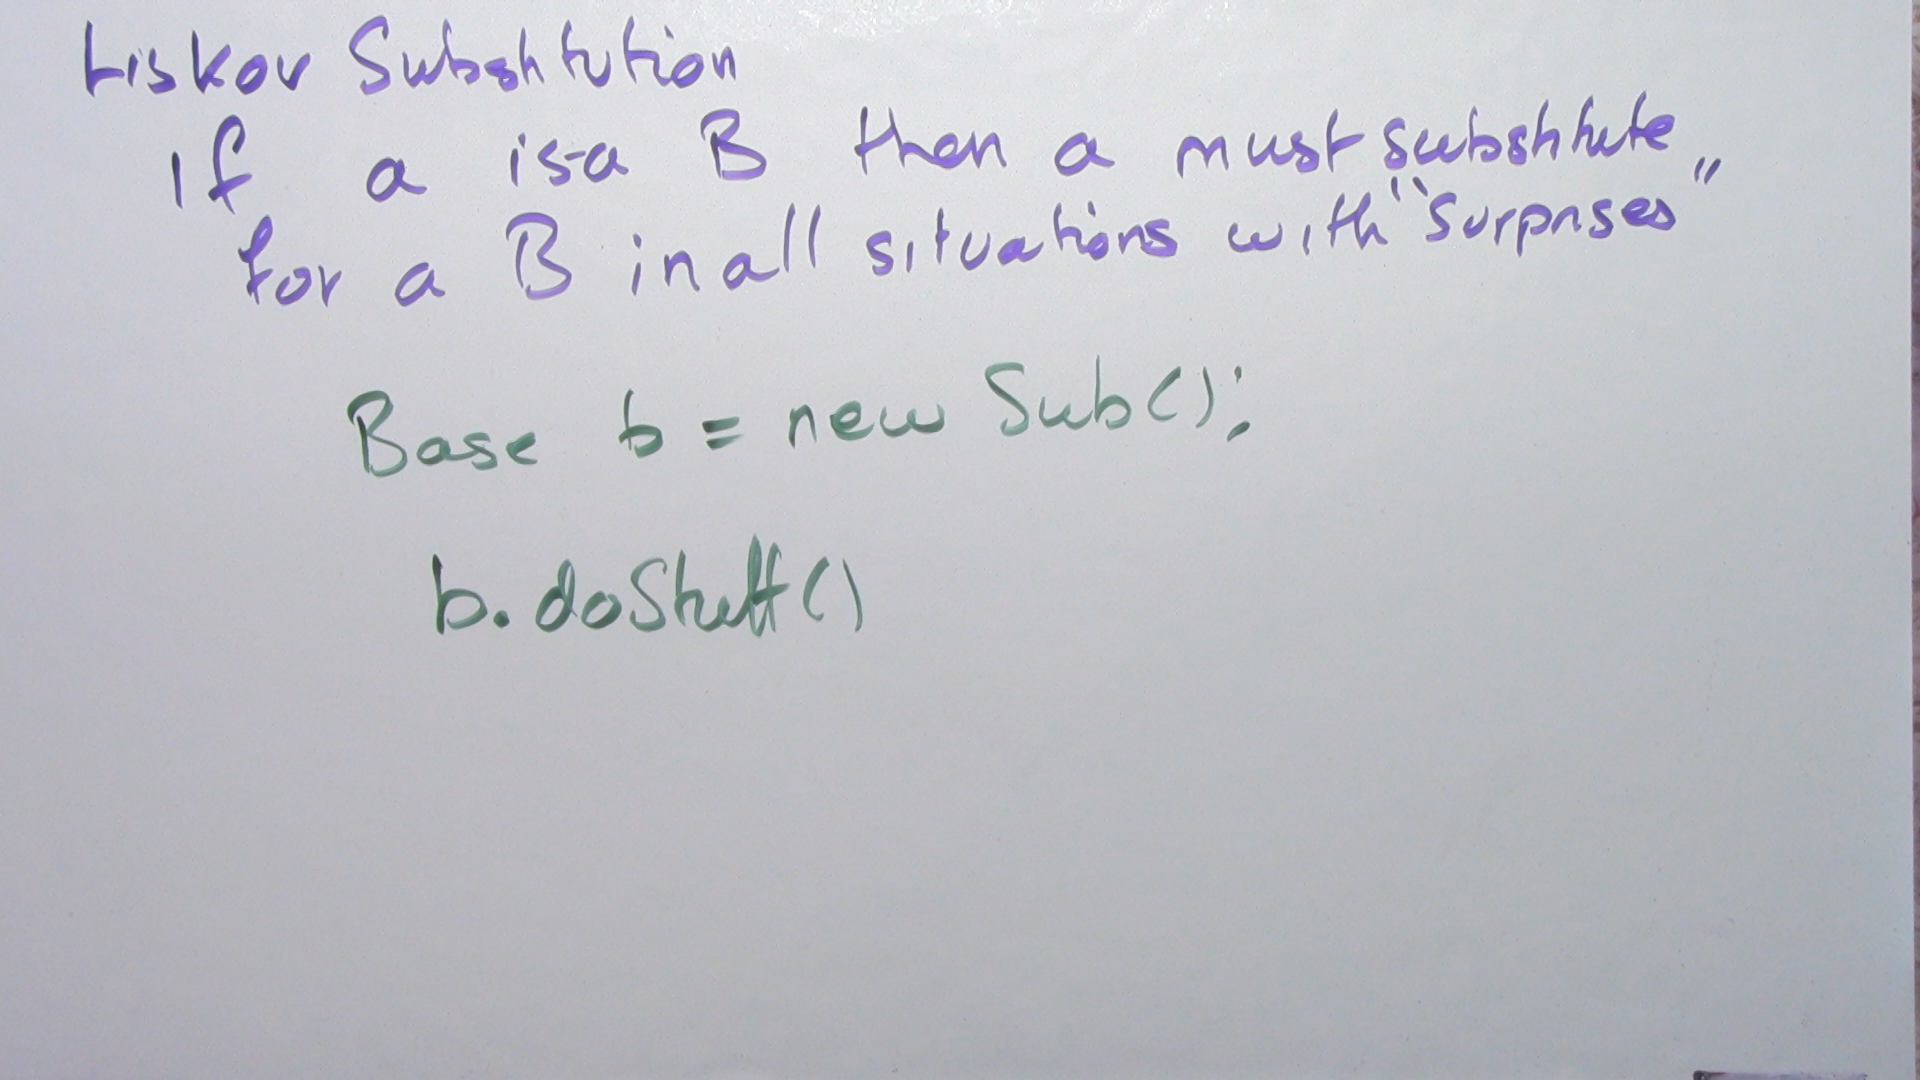 Liskov Substitution
If a is-a B then a must substitute
for a B in all situations with "surprises"
Base b = new Sub();
b.doStuff()